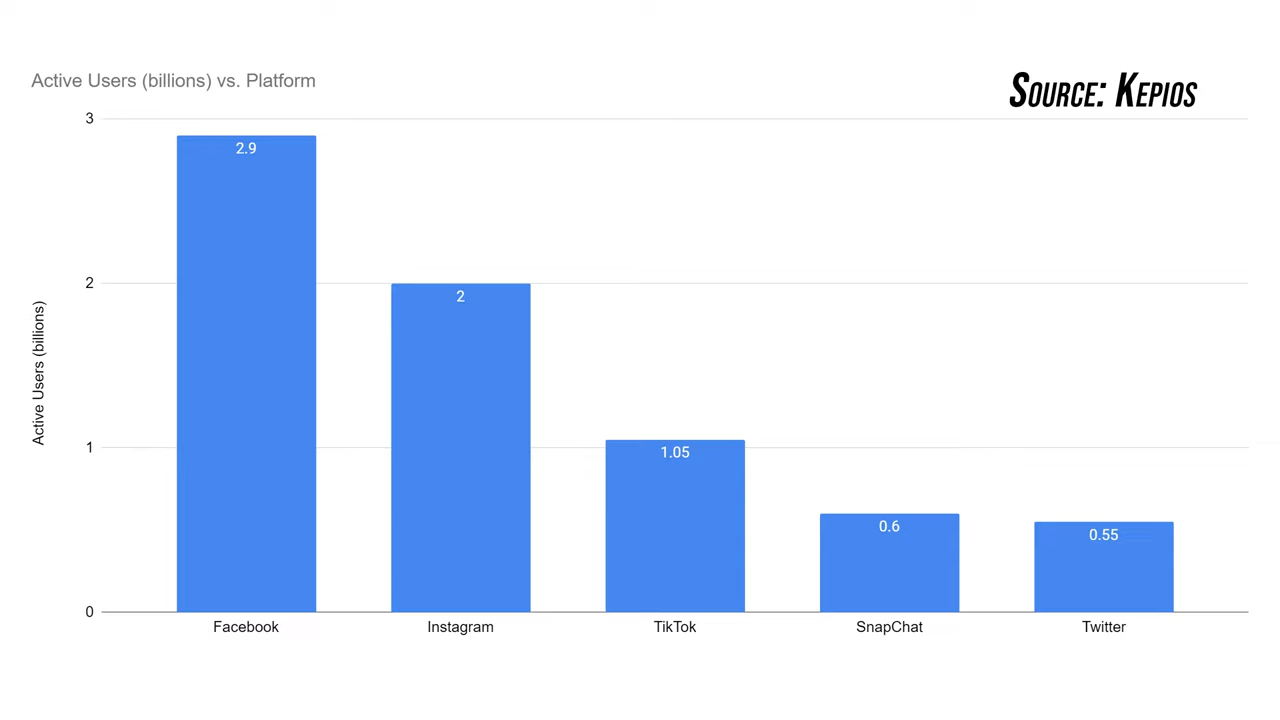 Active Users (billions) vs. Platform
Source: Kepios
3
2
1
0
Active Users (billions)
2.9
2
1.05
0.6
0.55
Facebook
Instagram
TikTok
SnapChat
Twitter